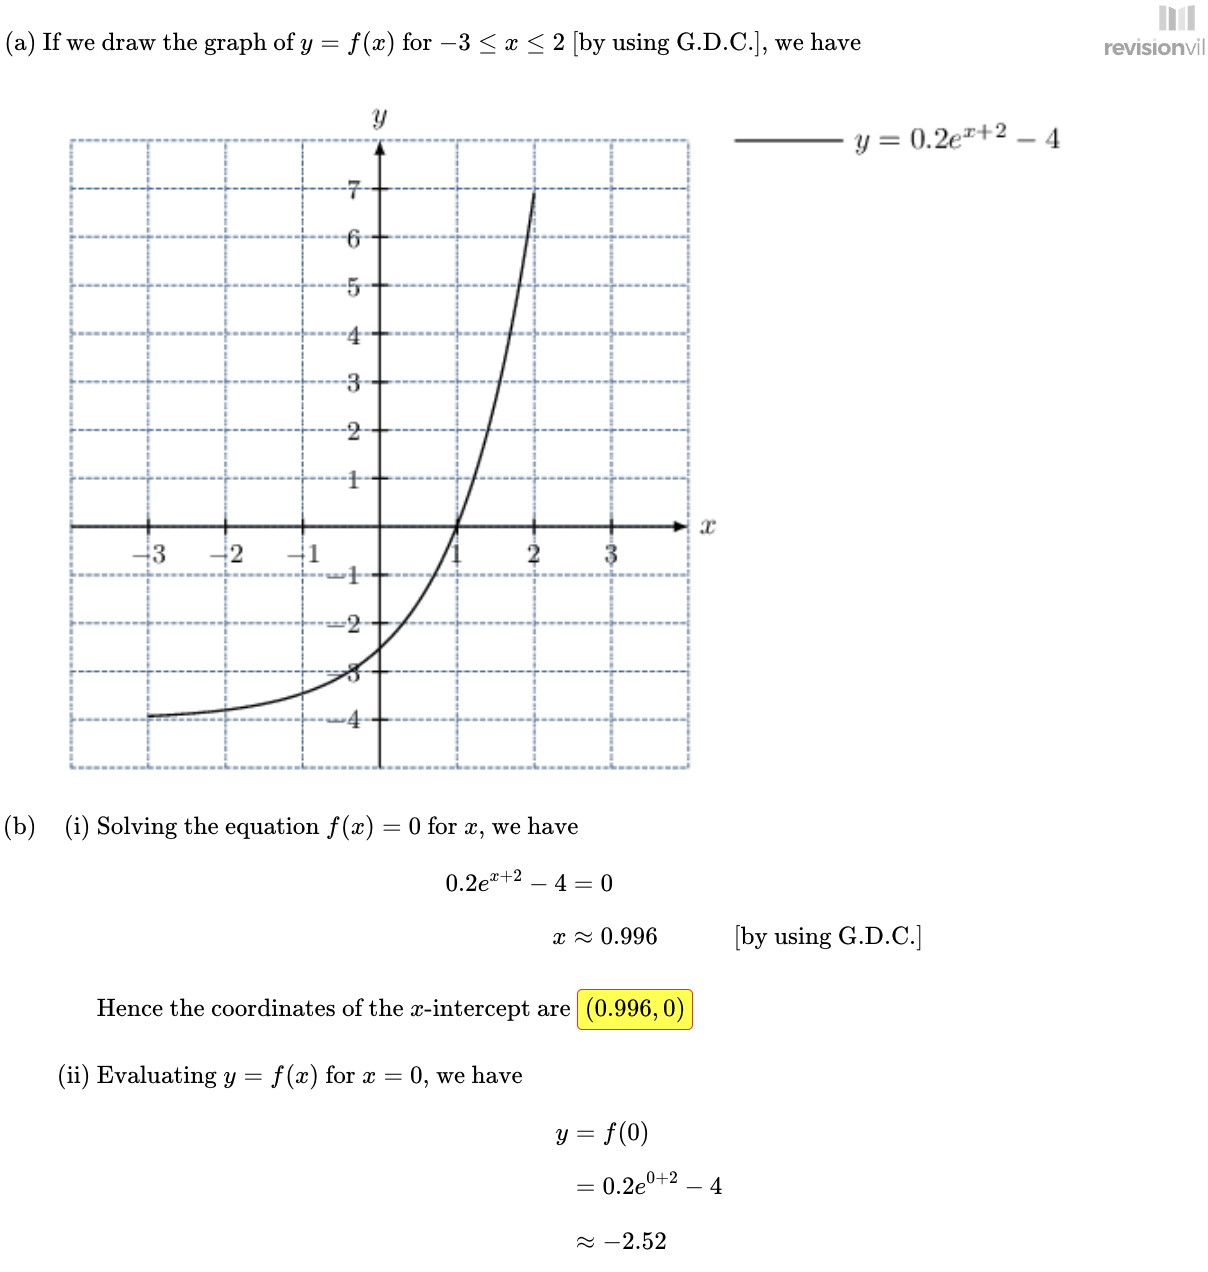 (a) If we draw the graph of y = f(x) for −3 ≤ x ≤ 2 [by using G.D.C.], we have
revisionvil
y
y = 0.2e^{x+2} − 4
7
6
5
4
3
2
1
x
−3 −2 −1 1 2 3
−1
−2
−3
−4
(b) (i) Solving the equation f(x) = 0 for x, we have
0.2e^{x+2} − 4 = 0
x ≈ 0.996 [by using G.D.C.]
Hence the coordinates of the x-intercept are (0.996, 0)
(ii) Evaluating y = f(x) for x = 0, we have
y = f(0)
= 0.2e^{0+2} − 4
≈ −2.52